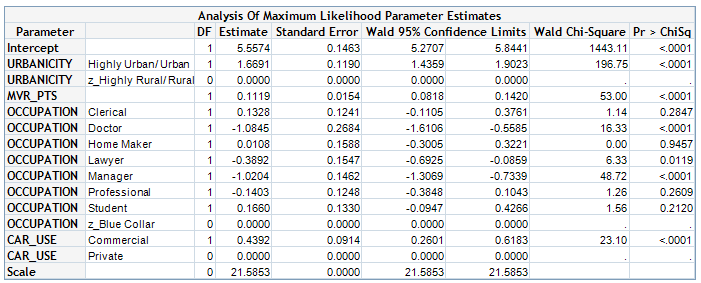 Analysis Of Maximum Likelihood Parameter Estimates
Parameter DF Estimate Standard Error Wald 95% Confidence Limits Wald Chi-Square Pr > ChiSq
Intercept 1 5.5574 0.1463 5.2707 5.8441 1443.11 <.0001
URBANICITY Highly Urban/ Urban 1 1.6691 0.1190 1.4359 1.9023 196.75 <.0001
URBANICITY z_Highly Rural/ Rural 0 0.0000 0.0000 0.0000 0.0000 . .
MVR_PTS 1 0.1119 0.0154 0.0818 0.1420 53.00 <.0001
OCCUPATION Clerical 1 0.1328 0.1241 -0.1105 0.3761 1.14 0.2847
OCCUPATION Doctor 1 -1.0845 0.2684 -1.6106 -0.5585 16.33 <.0001
OCCUPATION Home Maker 1 0.0108 0.1588 -0.3005 0.3221 0.00 0.9457
OCCUPATION Lawyer 1 -0.3892 0.1547 -0.6925 -0.0859 6.33 0.0119
OCCUPATION Manager 1 -1.0204 0.1462 -1.3069 -0.7339 48.72 <.0001
OCCUPATION Professional 1 -0.1403 0.1248 -0.3848 0.1043 1.26 0.2609
OCCUPATION Student 1 0.1660 0.1330 -0.0947 0.4266 1.56 0.2120
OCCUPATION z_Blue Collar 0 0.0000 0.0000 0.0000 0.0000 . .
CAR_USE Commercial 1 0.4392 0.0914 0.2601 0.6183 23.10 <.0001
CAR_USE Private 0 0.0000 0.0000 0.0000 0.0000 . .
Scale 0 21.5853 0.0000 21.5853 21.5853